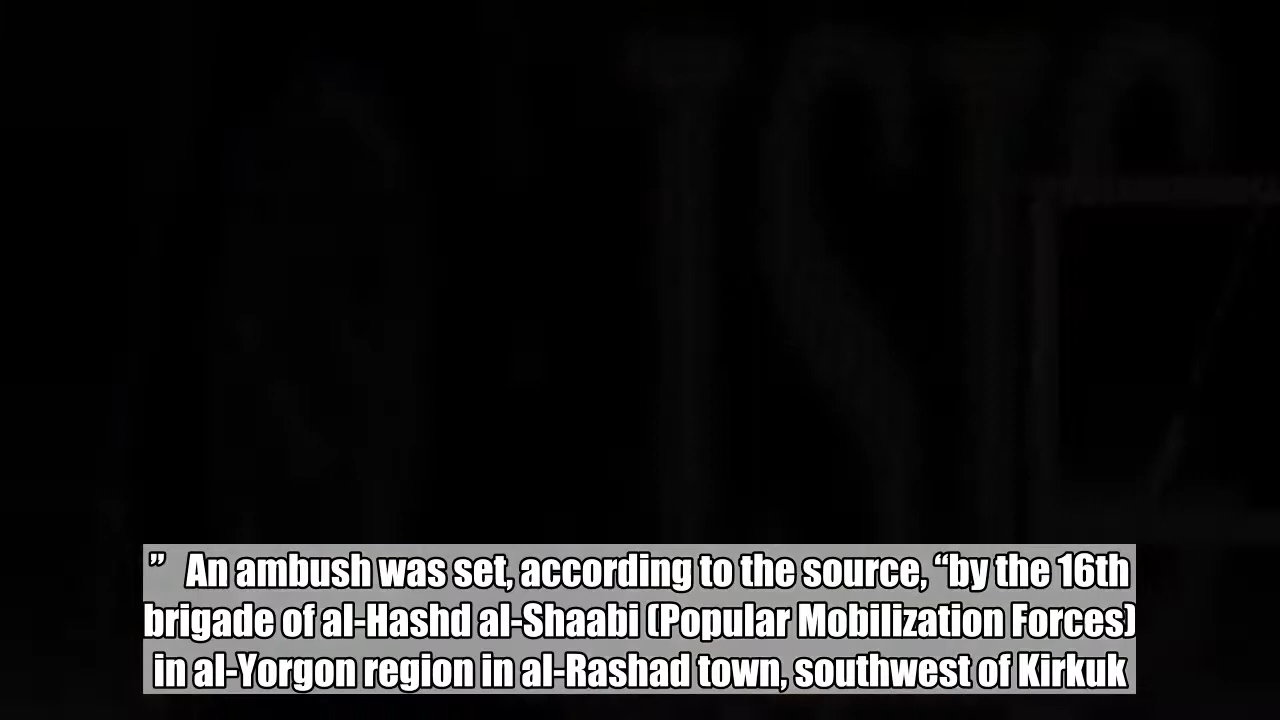 ” An ambush was set, according to the source, “by the 16th
brigade of al-Hashd al-Shaabi (Popular Mobilization Forces)
in al-Yorgon region in al-Rashad town, southwest of Kirkuk